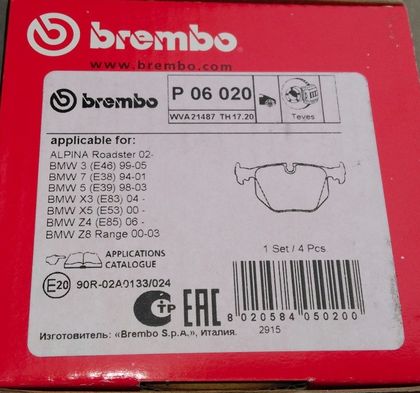 brembo
www.brembo.com
brembo
P 06 020
WVA 21487 TH 17.20
Teves
applicable for:
ALPINA Roadster 02-
BMW 3 (E46) 99-05
BMW 7 (E38) 94-01
BMW 5 (E39) 98-03
BMW X3 (E83) 04 -
BMW X5 (E53) 00 -
BMW Z4 (E85) 06 -
BMW Z8 Range 00-03
1 Set / 4 Pcs.
APPLICATIONS
CATALOGUE
E20 90R-02A0133/024
СТР
EAC
8 020584 050200
Изготовитель: «Brembo S.p.A.», Италия.
2915